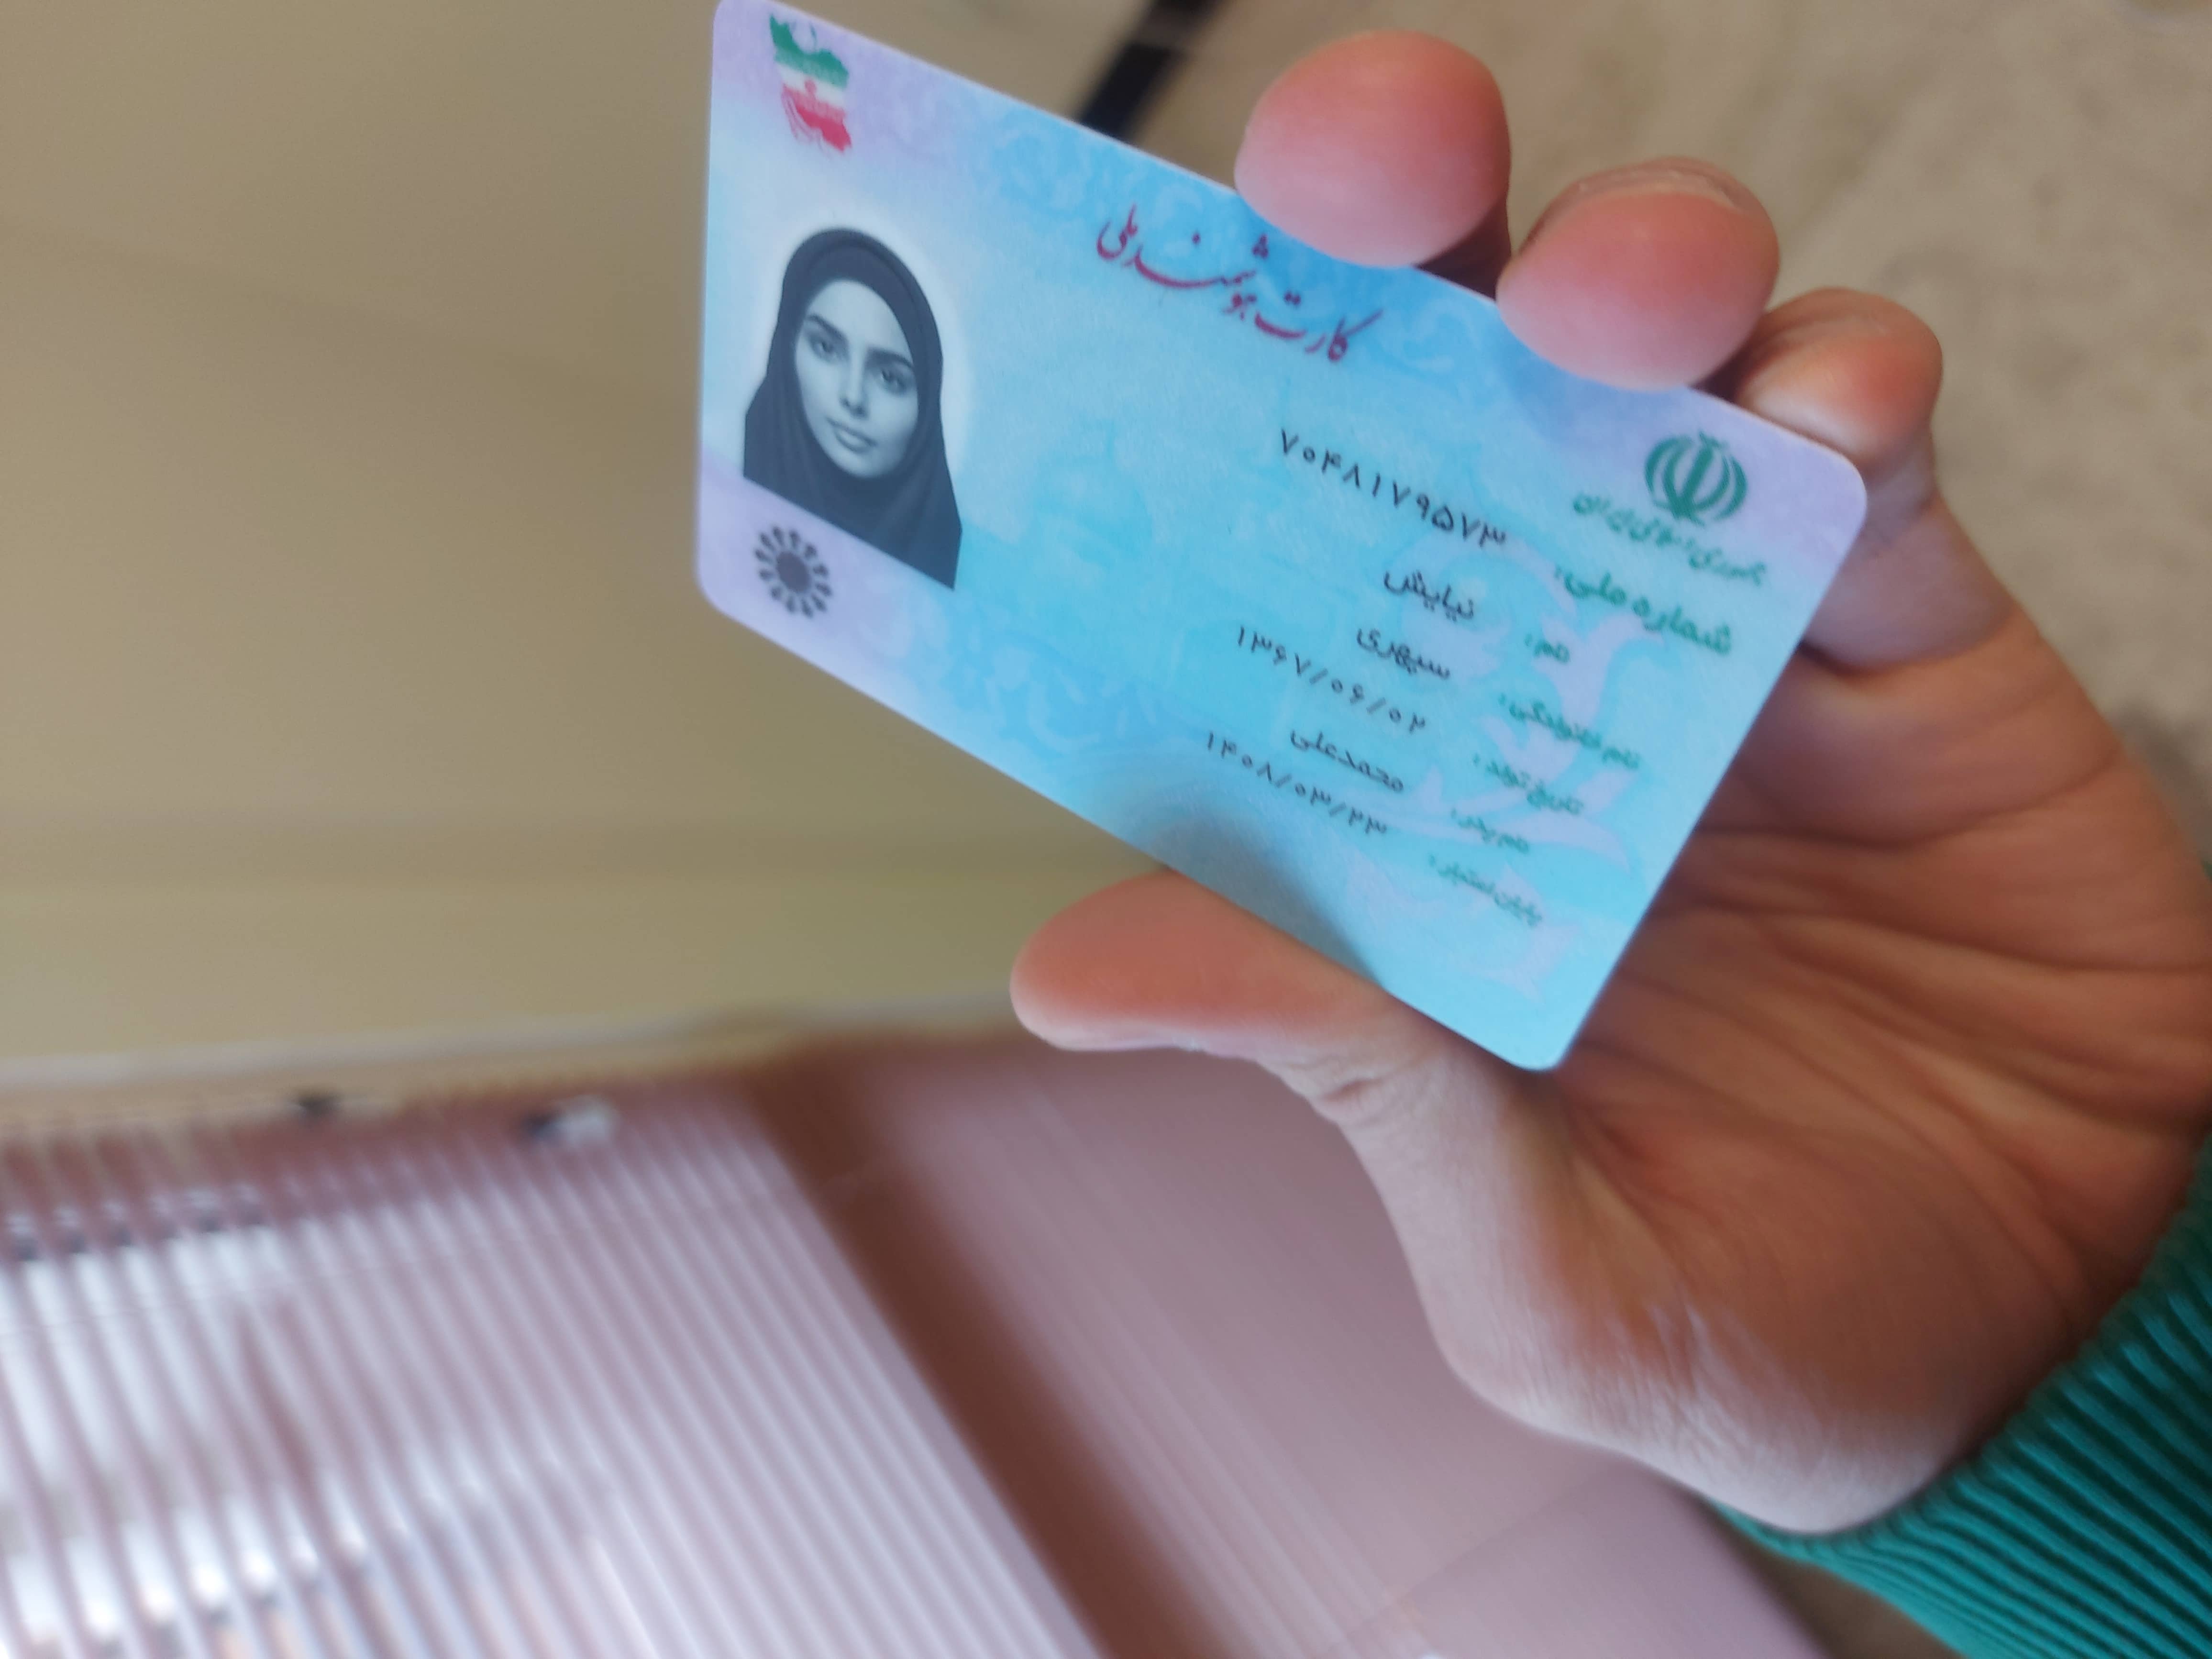 کارت هوشمند ملی
جمهوری اسلامی ایران
شماره ملی: ۷۰۴۸۱۷۹۵۷۳
نام: نیایش
نام خانوادگی: سپهری
تاریخ تولد: ۱۳۶۷/۰۶/۰۲
نام پدر: محمدعلی
پایان اعتبار: ۱۴۰۸/۰۳/۲۳